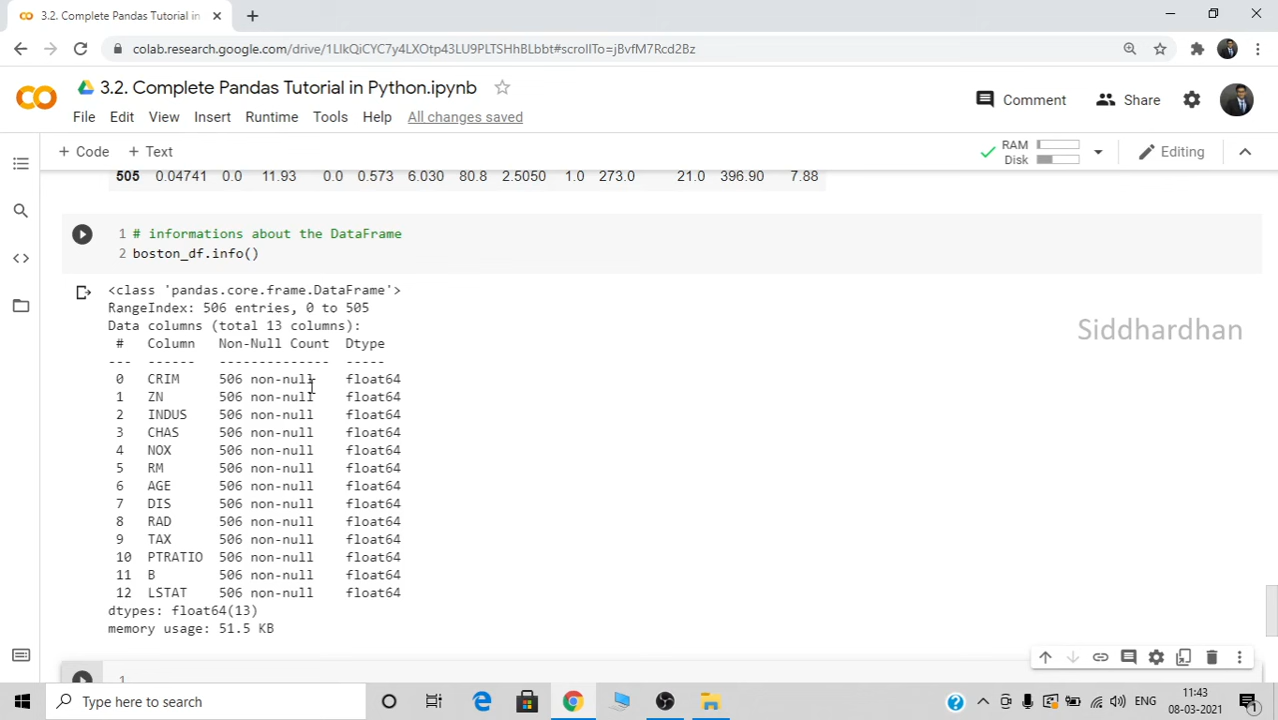 3.2. Complete Pandas Tutorial in
colab.research.google.com/drive/1LlkQiCYC7y4LXOtp43LU9PLTSHhBLbbt#scrollTo=jBvfM7Rcd2Bz
3.2. Complete Pandas Tutorial in Python.ipynb
Comment
Share
File Edit View Insert Runtime Tools Help All changes saved
+ Code + Text
RAM
Disk
Editing
505 0.04741 0.0 11.93 0.0 0.573 6.030 80.8 2.5050 1.0 273.0 21.0 396.90 7.88
1 # informations about the DataFrame
2 boston_df.info()
<class 'pandas.core.frame.DataFrame'>
RangeIndex: 506 entries, 0 to 505
Data columns (total 13 columns):
# Column Non-Null Count Dtype
--- ------ -------------- -----
0 CRIM 506 non-null float64
1 ZN 506 non-null float64
2 INDUS 506 non-null float64
3 CHAS 506 non-null float64
4 NOX 506 non-null float64
5 RM 506 non-null float64
6 AGE 506 non-null float64
7 DIS 506 non-null float64
8 RAD 506 non-null float64
9 TAX 506 non-null float64
10 PTRATIO 506 non-null float64
11 B 506 non-null float64
12 LSTAT 506 non-null float64
dtypes: float64(13)
memory usage: 51.5 KB
Siddhardhan
1
Type here to search
ENG
11:43
08-03-2021